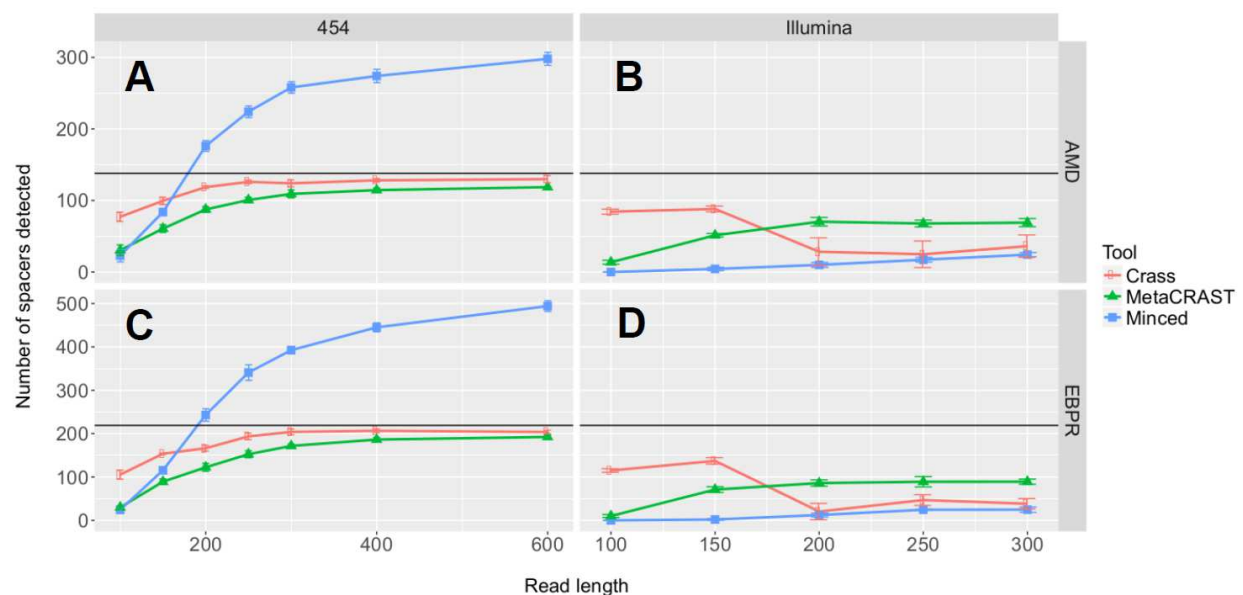 454
Illumina
A
B
AMD
300
200
100
0
Number of spacers detected
C
D
EBPR
500
400
300
200
100
0
Tool
Crass
MetaCRAST
Minced
200
400
600
100
150
200
250
300
Read length